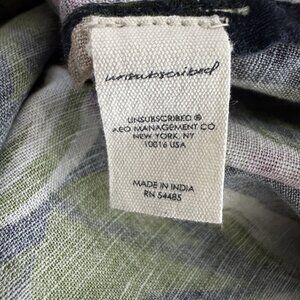 unsubscribed
UNSUBSCRIBED ®
AEO MANAGEMENT CO.
NEW YORK, NY
10016 USA
MADE IN INDIA
RN 54485